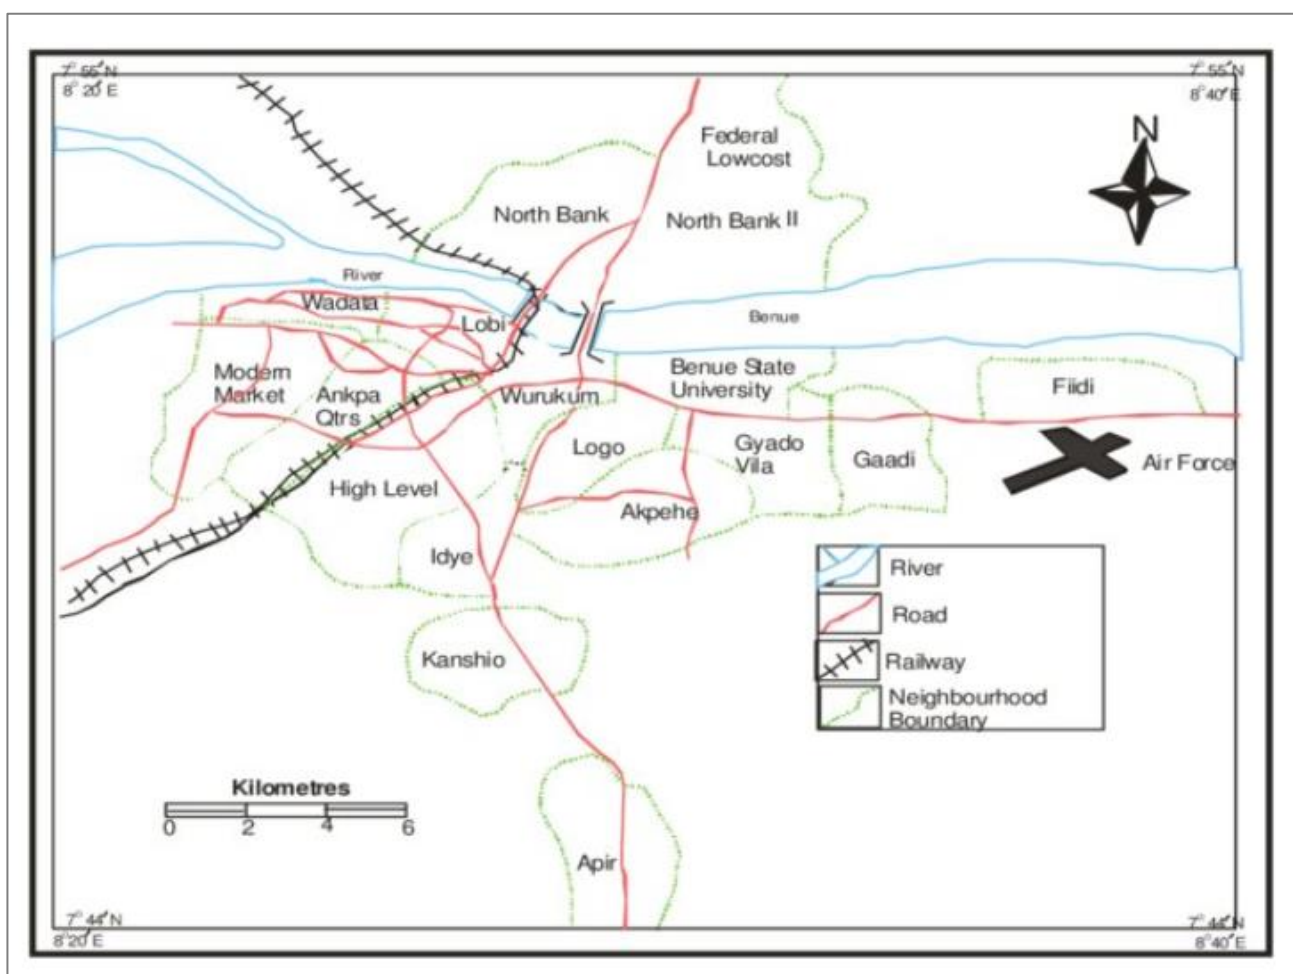 7° 55' N
8° 20' E
7° 55' N
8° 40' E
N
Federal
Lowcost
North Bank
North Bank II
River
Wadata
Lobi
Benue
Modern
Market
Ankpa
Qtrs
Wurukum
Benue State
University
Fiidi
Logo
Gyado
Vila
Gaadi
Air Force
High Level
Akpehe
Idye
Kanshio
Apir
River
Road
Railway
Neighbourhood
Boundary
Kilometres
0 2 4 6
7° 44' N
8° 20' E
7° 44' N
8° 40' E